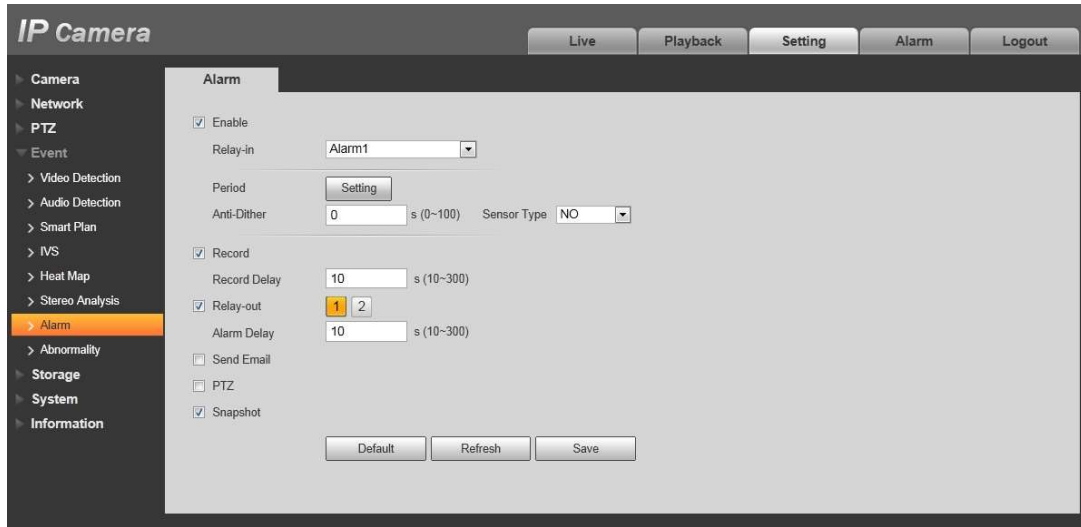 IP Camera
Live Playback Setting Alarm Logout
Camera
Network
PTZ
Event
Video Detection
Audio Detection
Smart Plan
IVS
Heat Map
Stereo Analysis
Alarm
Abnormality
Storage
System
Information
Alarm
Enable
Relay-in Alarm1
Period Setting
Anti-Dither 0 s (0~100) Sensor Type NO
Record
Record Delay 10 s (10~300)
Relay-out 1 2
Alarm Delay 10 s (10~300)
Send Email
PTZ
Snapshot
Default Refresh Save